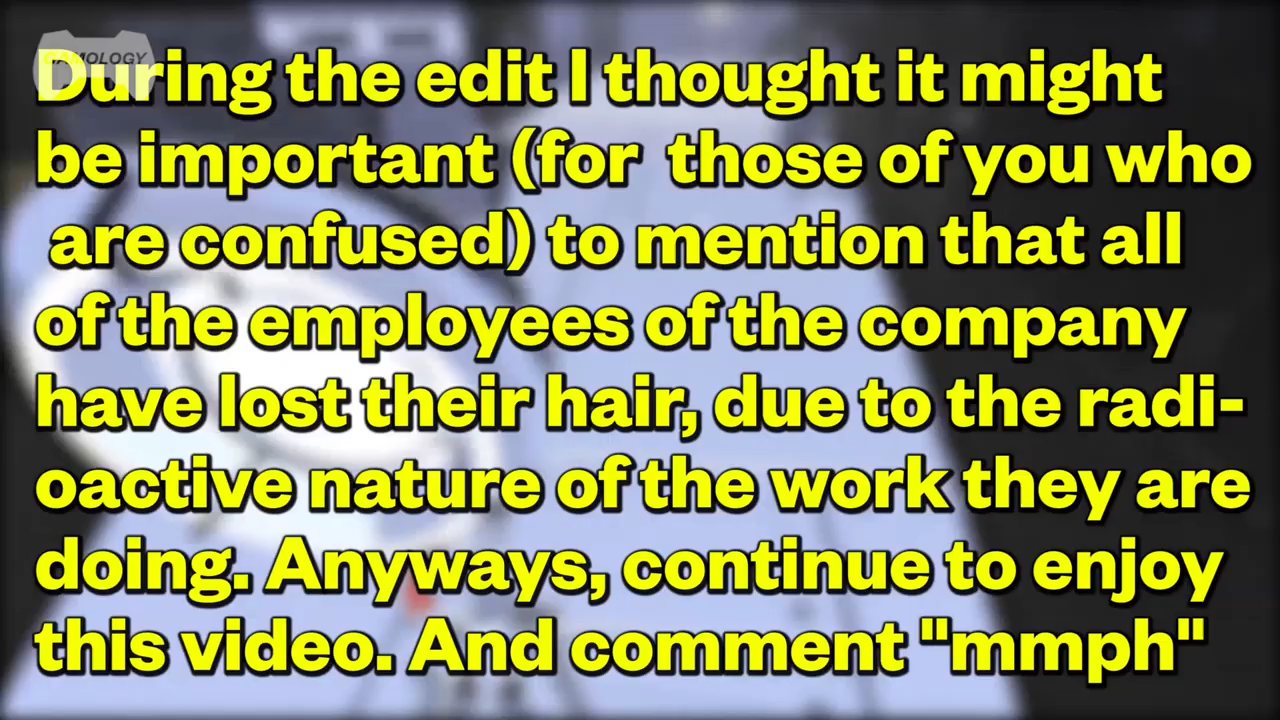 GAMOLOGY
During the edit I thought it might
be important (for those of you who
are confused) to mention that all
of the employees of the company
have lost their hair, due to the radi-
oactive nature of the work they are
doing. Anyways, continue to enjoy
this video. And comment "mmph"